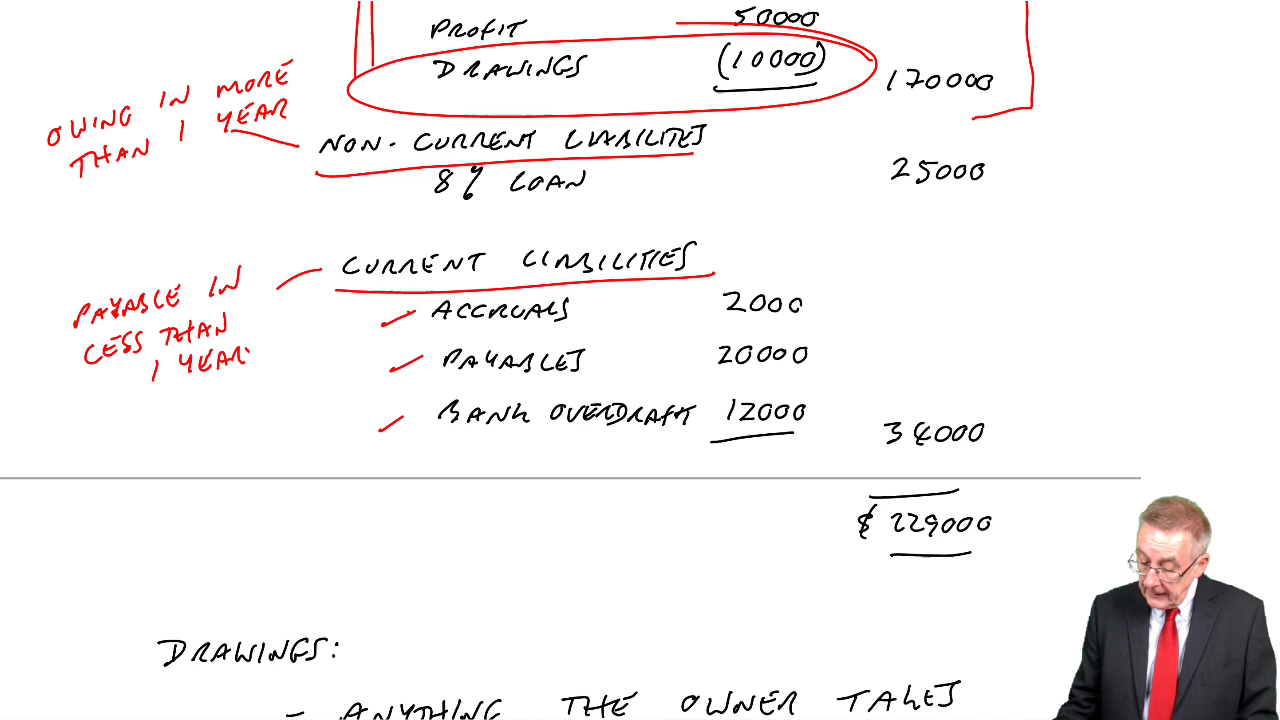 PROFIT 50000
DRAWINGS (10000) 170000
OWING IN MORE
THAN 1 YEAR
NON-CURRENT LIABILITES
8% LOAN 25000
CURRENT LIABILITIES
PAYABLE IN
LESS THAN
1 YEAR.
ACCRUALS 2000
PAYABLES 20000
BANK OVERDRAFT 12000 34000
$ 229000
DRAWINGS:
- ANYTHING THE OWNER TAKES